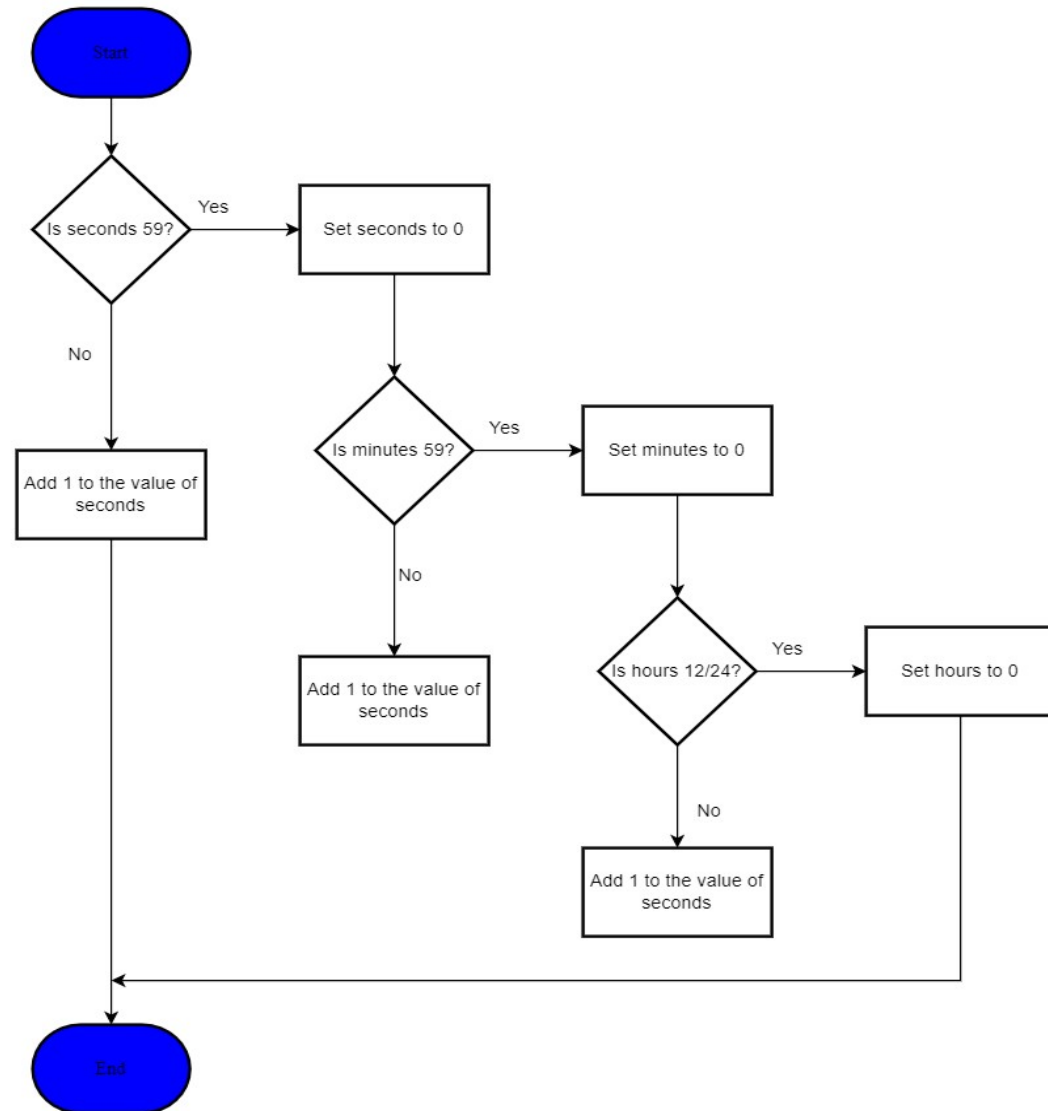 Start
Is seconds 59?
Yes
Set seconds to 0
No
Add 1 to the value of
seconds
Is minutes 59?
Yes
Set minutes to 0
No
Add 1 to the value of
seconds
Is hours 12/24?
Yes
Set hours to 0
No
Add 1 to the value of
seconds
End